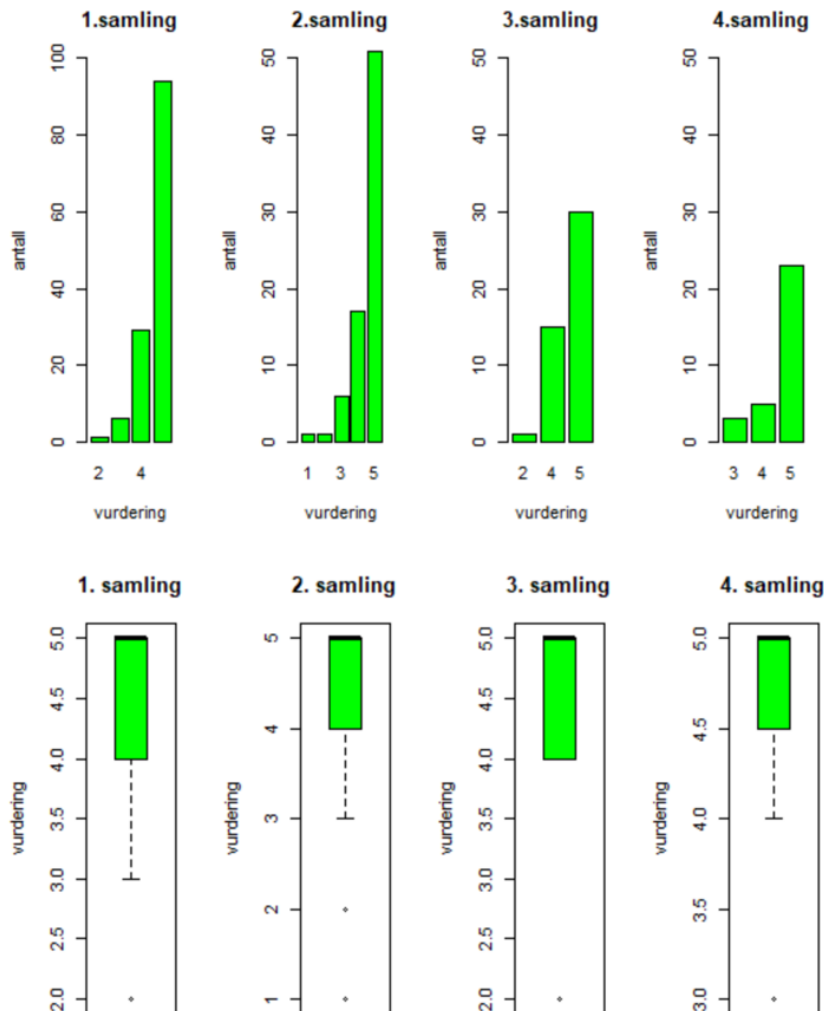 1.samling 2.samling 3.samling 4.samling
antall 0 20 40 60 80 100
2 4
vurdering
antall 0 10 20 30 40 50
1 3 5
vurdering
antall 0 10 20 30 40 50
2 4 5
vurdering
antall 0 10 20 30 40 50
3 4 5
vurdering
1. samling 2. samling 3. samling 4. samling
vurdering 2.0 2.5 3.0 3.5 4.0 4.5 5.0
vurdering 1 2 3 4 5
vurdering 2.0 2.5 3.0 3.5 4.0 4.5 5.0
vurdering 3.0 3.5 4.0 4.5 5.0